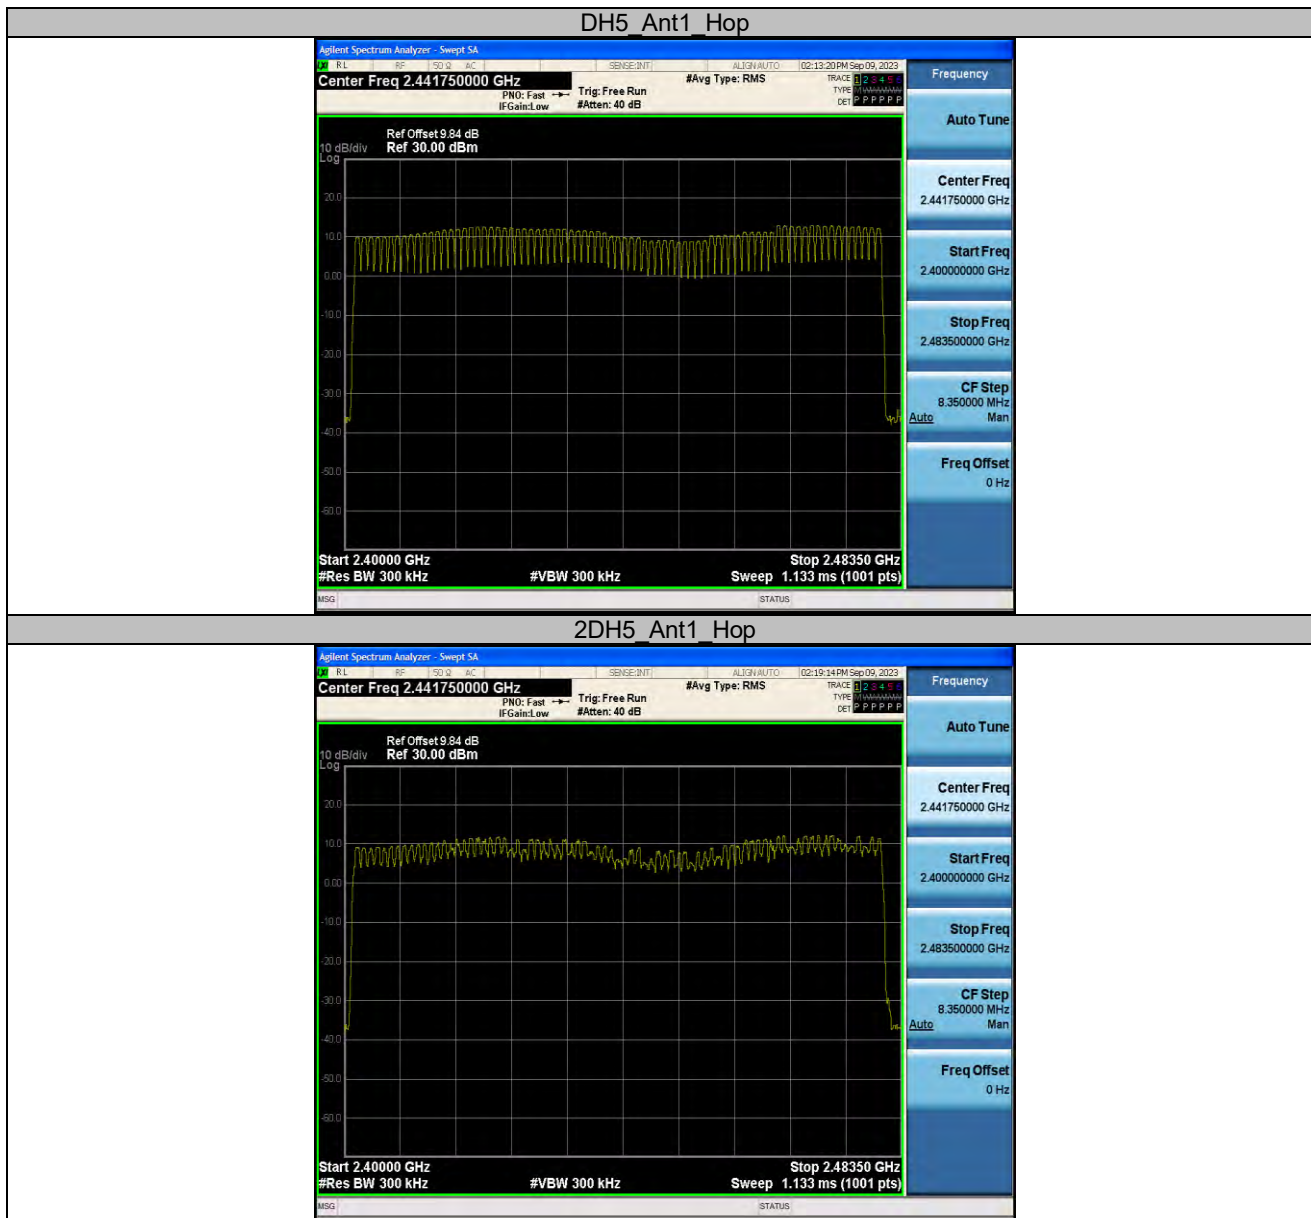 DH5_Ant1_Hop
Agilent Spectrum Analyzer - Swept SA
RL RF 50 Ω AC SENSE:INT ALIGN AUTO 02:13:20 PM Sep 09, 2023
Center Freq 2.441750000 GHz #Avg Type: RMS TRACE 1 2 3 4 5 6 Frequency
PNO: Fast Trig: Free Run TYPE M WWWWW
IFGain:Low #Atten: 40 dB DET P P P P P P
Auto Tune
Ref Offset 9.84 dB
10 dB/div Ref 30.00 dBm
Log
Center Freq
2.441750000 GHz
20.0
10.0
Start Freq
2.400000000 GHz
0.00
-10.0
Stop Freq
2.483500000 GHz
-20.0
-30.0
CF Step
8.350000 MHz
Auto Man
-40.0
Freq Offset
0 Hz
-50.0
-60.0
Start 2.40000 GHz Stop 2.48350 GHz
#Res BW 300 kHz #VBW 300 kHz Sweep 1.133 ms (1001 pts)
MSG STATUS
2DH5_Ant1_Hop
Agilent Spectrum Analyzer - Swept SA
RL RF 50 Ω AC SENSE:INT ALIGN AUTO 02:19:14 PM Sep 09, 2023
Center Freq 2.441750000 GHz #Avg Type: RMS TRACE 1 2 3 4 5 6 Frequency
PNO: Fast Trig: Free Run TYPE M WWWWW
IFGain:Low #Atten: 40 dB DET P P P P P P
Auto Tune
Ref Offset 9.84 dB
10 dB/div Ref 30.00 dBm
Log
Center Freq
2.441750000 GHz
20.0
10.0
Start Freq
2.400000000 GHz
0.00
-10.0
Stop Freq
2.483500000 GHz
-20.0
-30.0
CF Step
8.350000 MHz
Auto Man
-40.0
Freq Offset
0 Hz
-50.0
-60.0
Start 2.40000 GHz Stop 2.48350 GHz
#Res BW 300 kHz #VBW 300 kHz Sweep 1.133 ms (1001 pts)
MSG STATUS